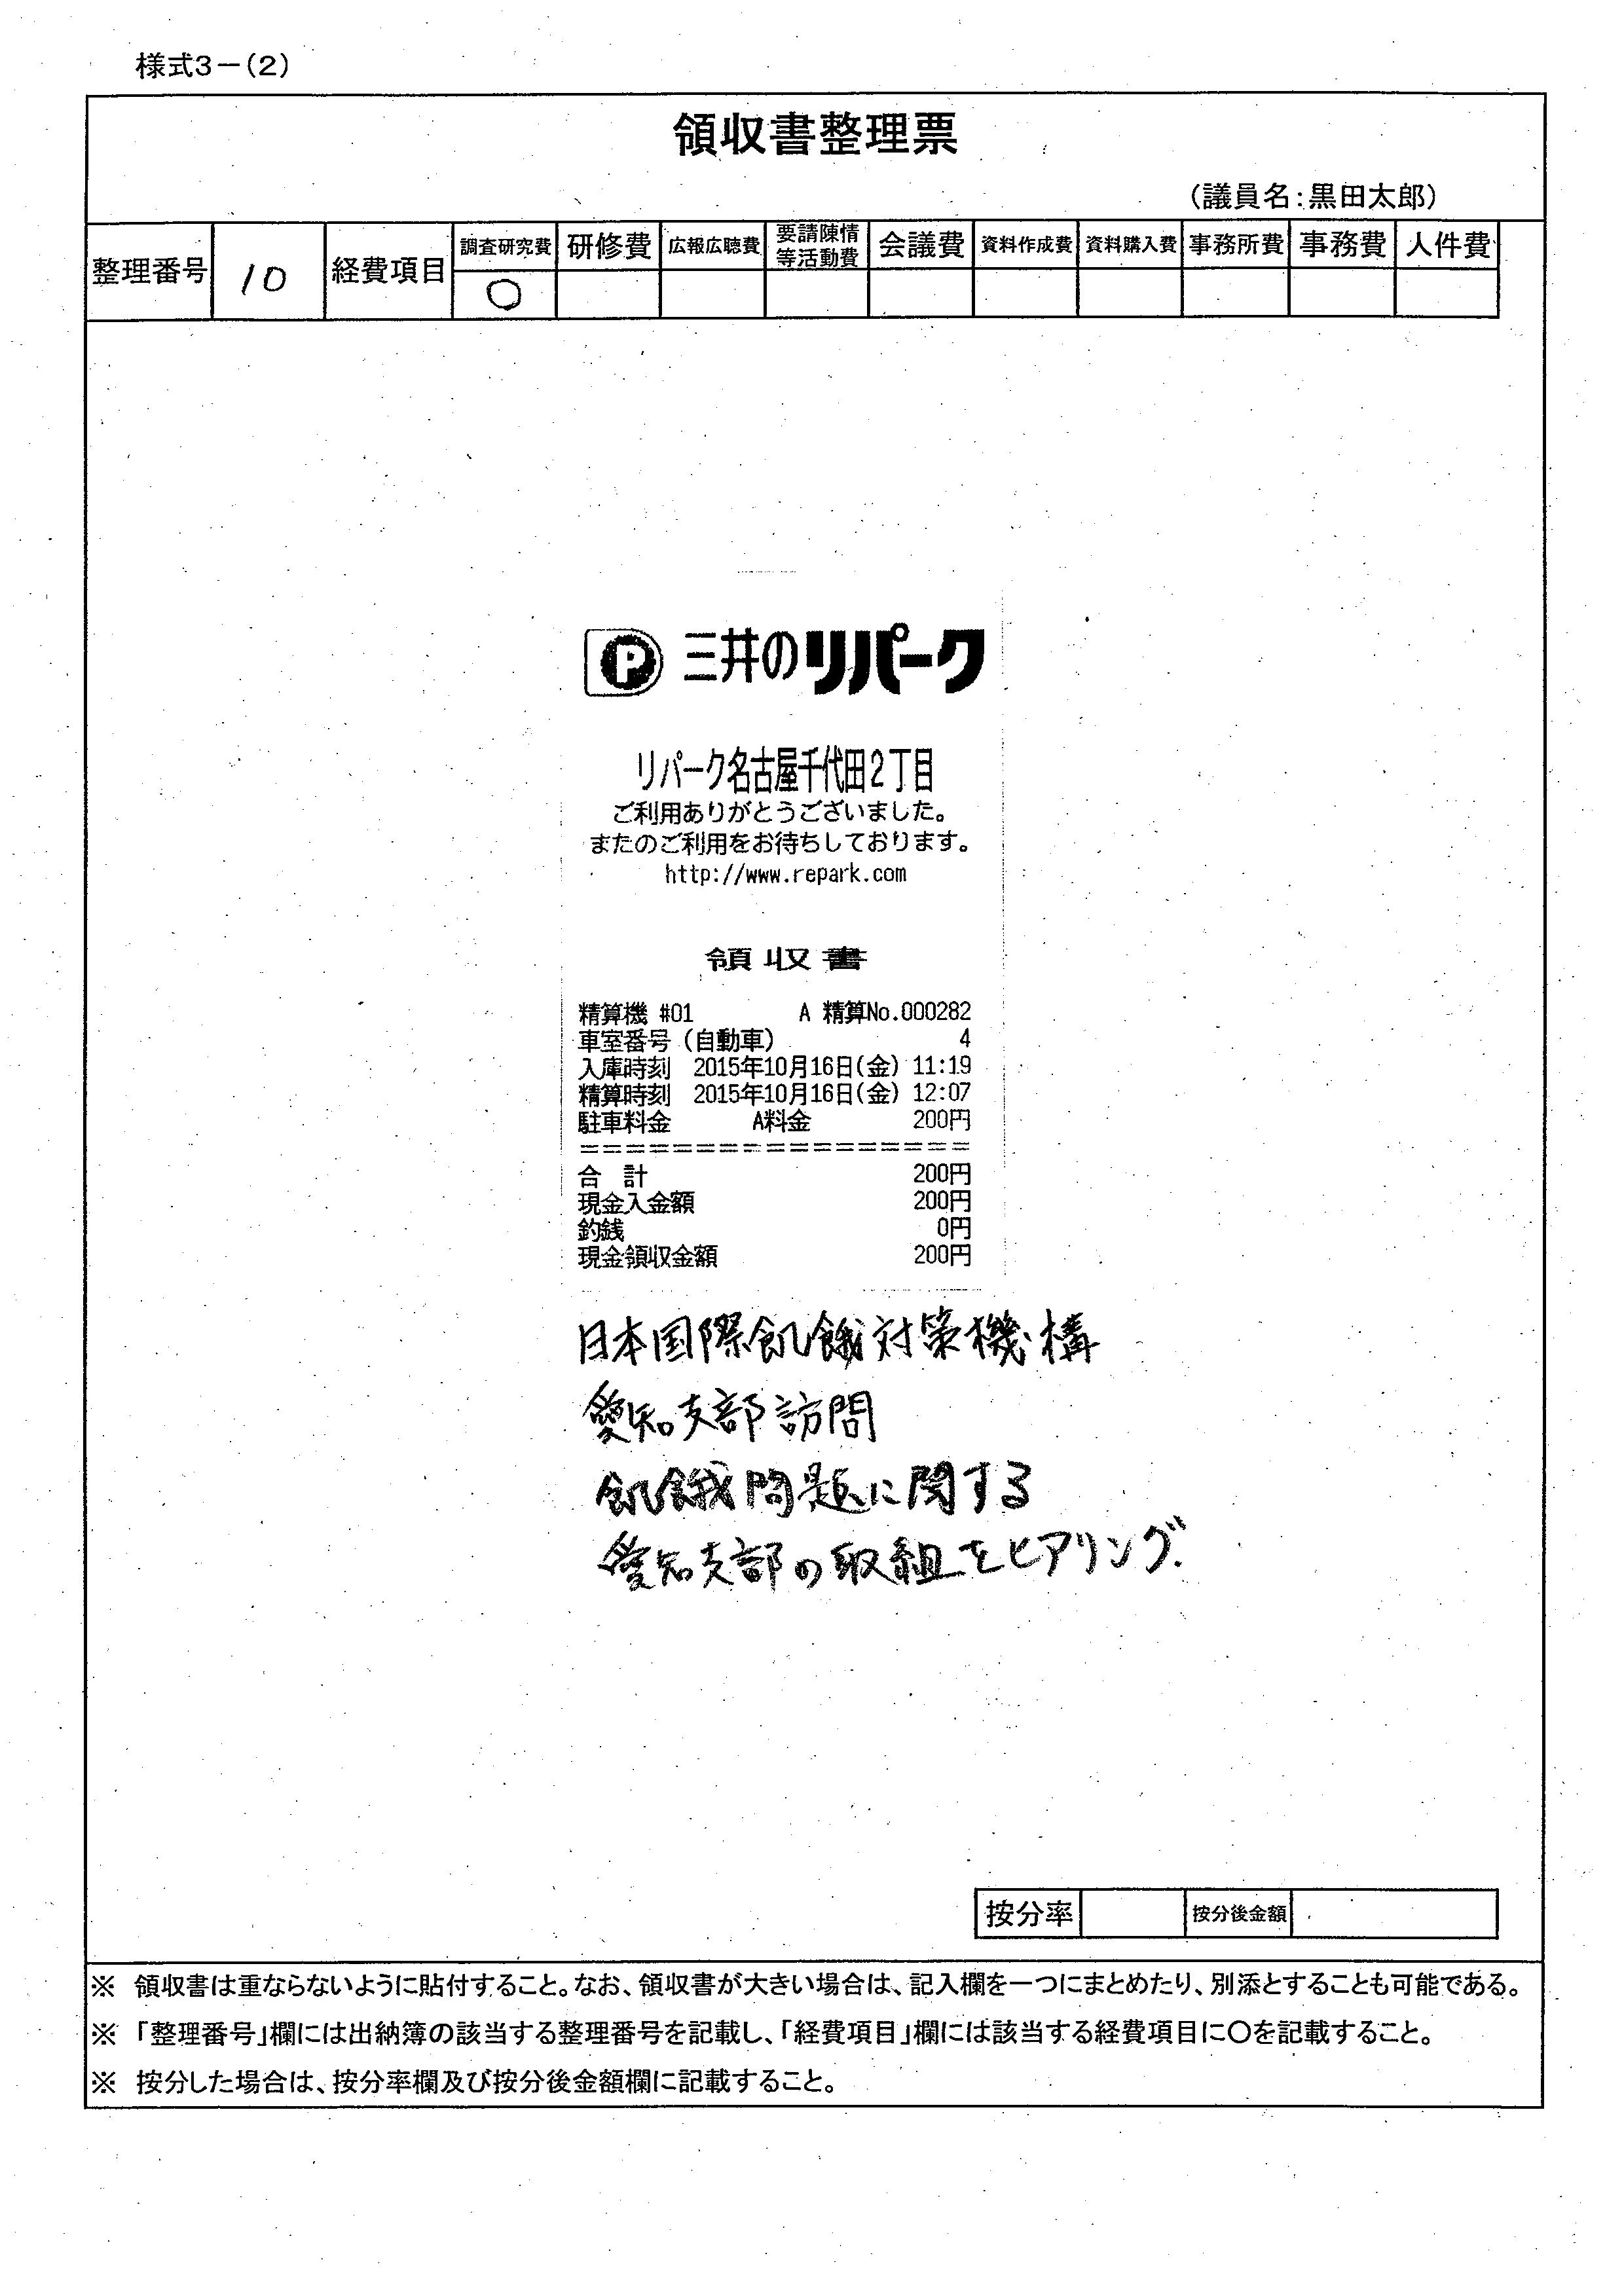 様式3-(2)
領収書整理票
(議員名:黒田太郎)
整理番号 10 経費項目 調査研究費 研修費 広報広聴費 要請陳情等活動費 会議費 資料作成費 資料購入費 事務所費 事務費 人件費
○
P 三井のリパーク
リパーク名古屋千代田2丁目
ご利用ありがとうございました。
またのご利用をお待ちしております。
http://www.repark.com
領収書
精算機 #01 A 精算No.000282
車室番号(自動車) 4
入庫時刻 2015年10月16日(金) 11:19
精算時刻 2015年10月16日(金) 12:07
駐車料金 A料金 200円
=================
合 計 200円
現金入金額 200円
釣銭 0円
現金領収金額 200円
日本国際飢餓対策機構
愛知支部訪問
飢餓問題に関する
愛知支部の取組をヒアリング.
按分率 按分後金額
※ 領収書は重ならないように貼付すること。なお、領収書が大きい場合は、記入欄を一つにまとめたり、別添とすることも可能である。
※ 「整理番号」欄には出納簿の該当する整理番号を記載し、「経費項目」欄には該当する経費項目に○を記載すること。
※ 按分した場合は、按分率欄及び按分後金額欄に記載すること。